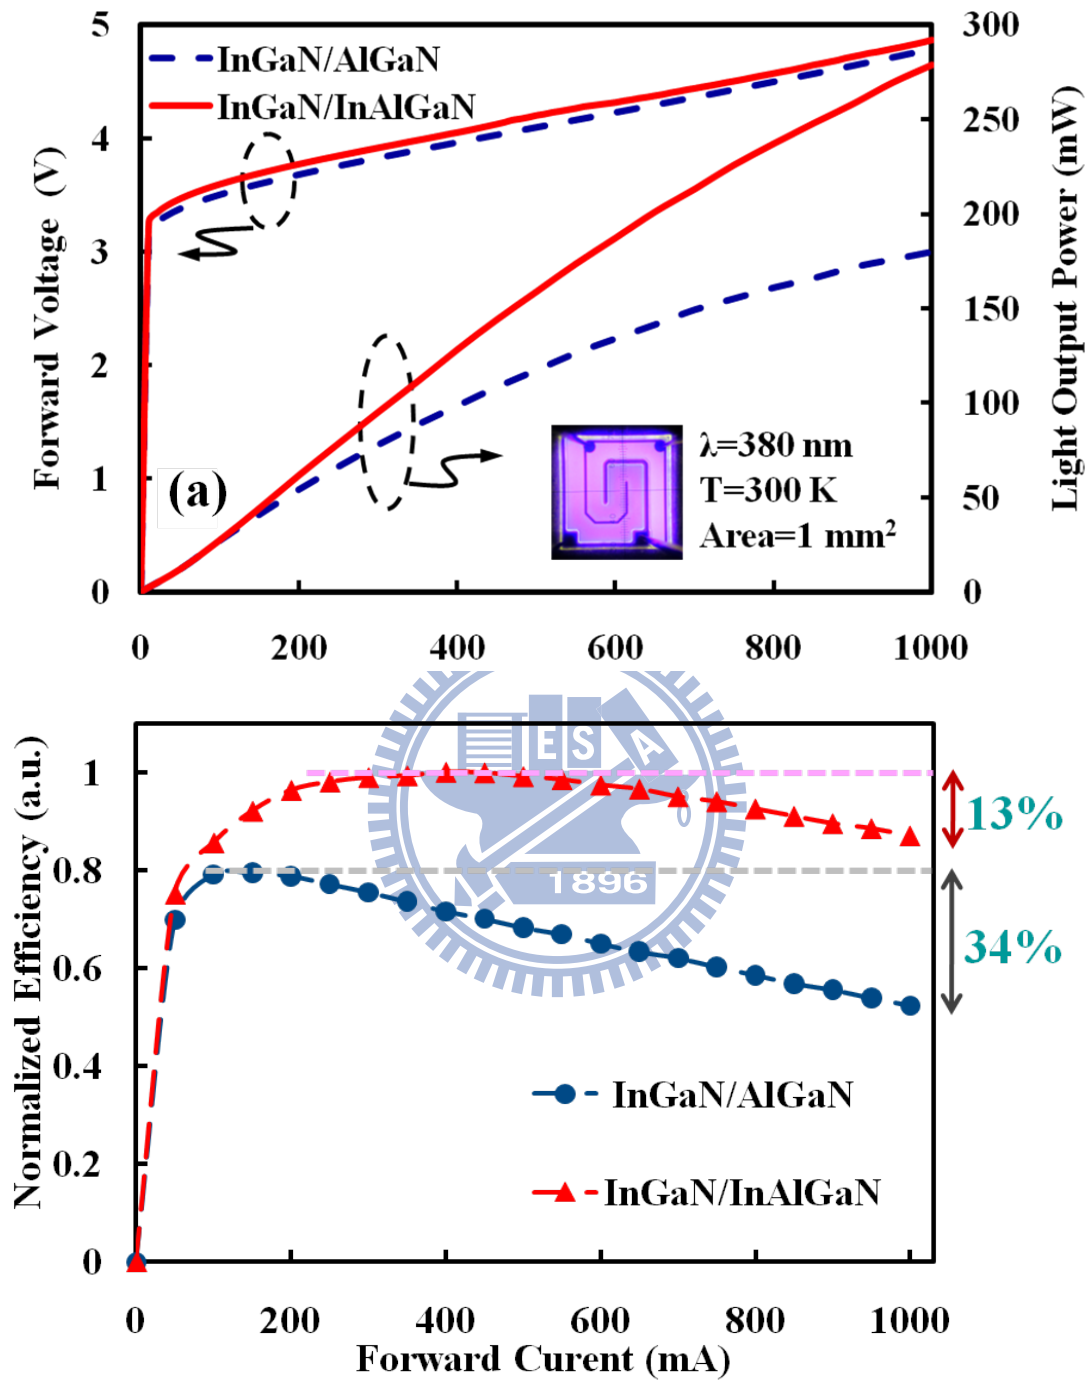 5
4
3
2
1
0
Forward Voltage (V)
InGaN/AlGaN
InGaN/InAlGaN
(a)
λ=380 nm
T=300 K
Area=1 mm²
300
250
200
150
100
50
0
Light Output Power (mW)
0 200 400 600 800 1000
1
0.8
0.6
0.4
0.2
0
Normalized Efficiency (a.u.)
E S A
1896
13%
34%
InGaN/AlGaN
InGaN/InAlGaN
0 200 400 600 800 1000
Forward Curent (mA)